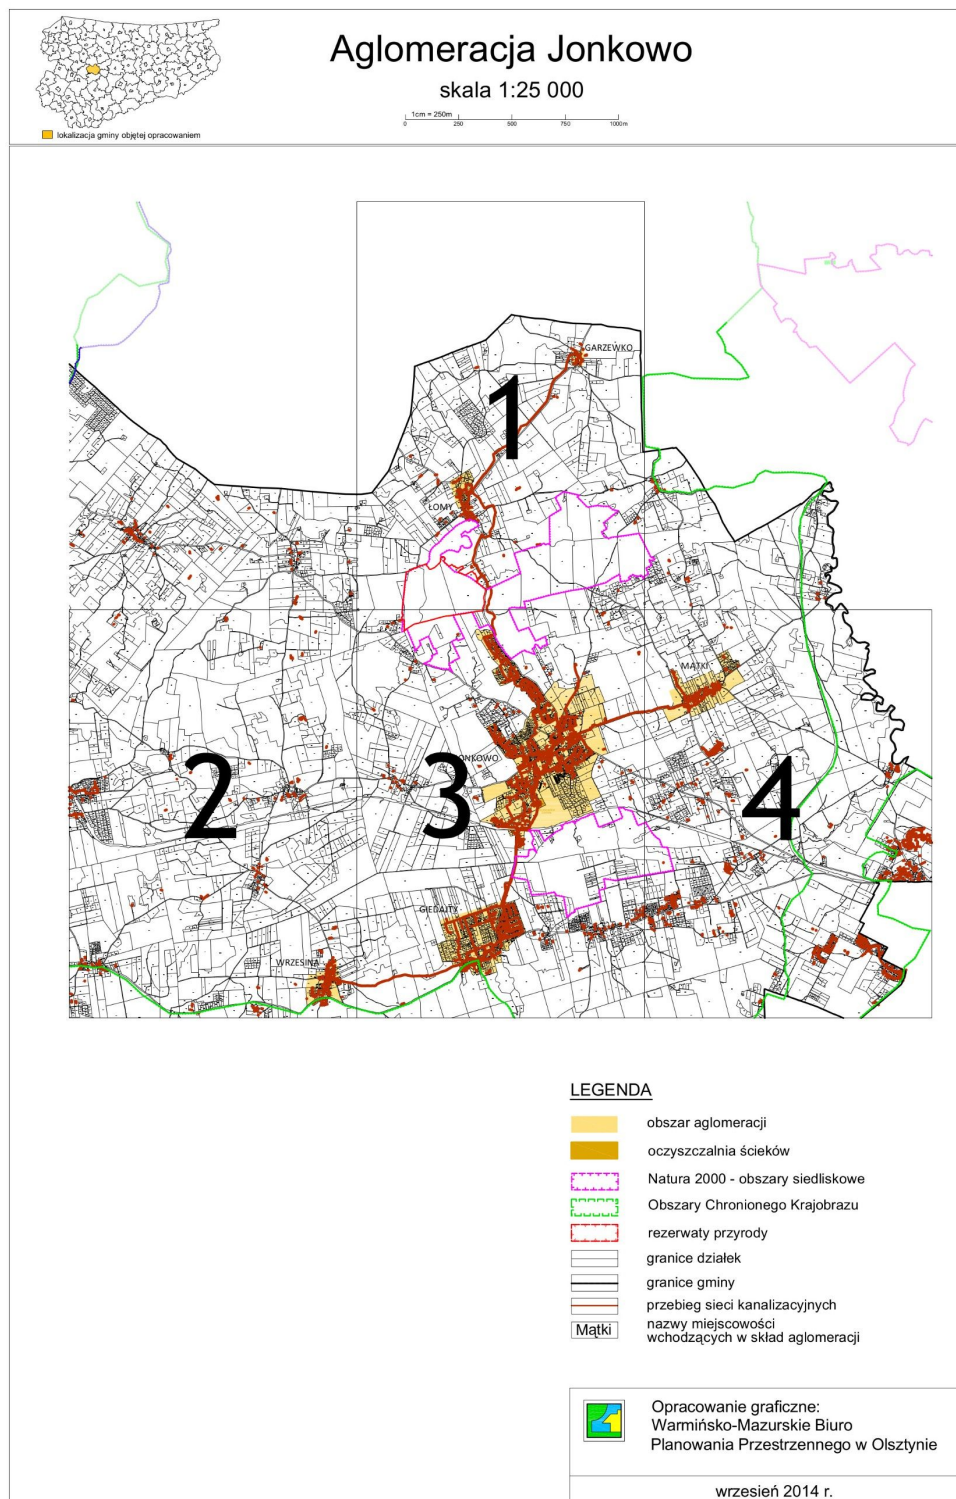 Aglomeracja Jonkowo
skala 1:25 000
1cm = 250m
0 250 500 750 1000m
lokalizacja gminy objętej opracowaniem
GARZEWKO
1
ŁOMY
MĄTKI
2
3
ONKOWO
4
GIEDAJTY
WRZESINA
LEGENDA
obszar aglomeracji
oczyszczalnia ścieków
Natura 2000 - obszary siedliskowe
Obszary Chronionego Krajobrazu
rezerwaty przyrody
granice działek
granice gminy
przebieg sieci kanalizacyjnych
Mątki
nazwy miejscowości
wchodzących w skład aglomeracji
Opracowanie graficzne:
Warmińsko-Mazurskie Biuro
Planowania Przestrzennego w Olsztynie
wrzesień 2014 r.